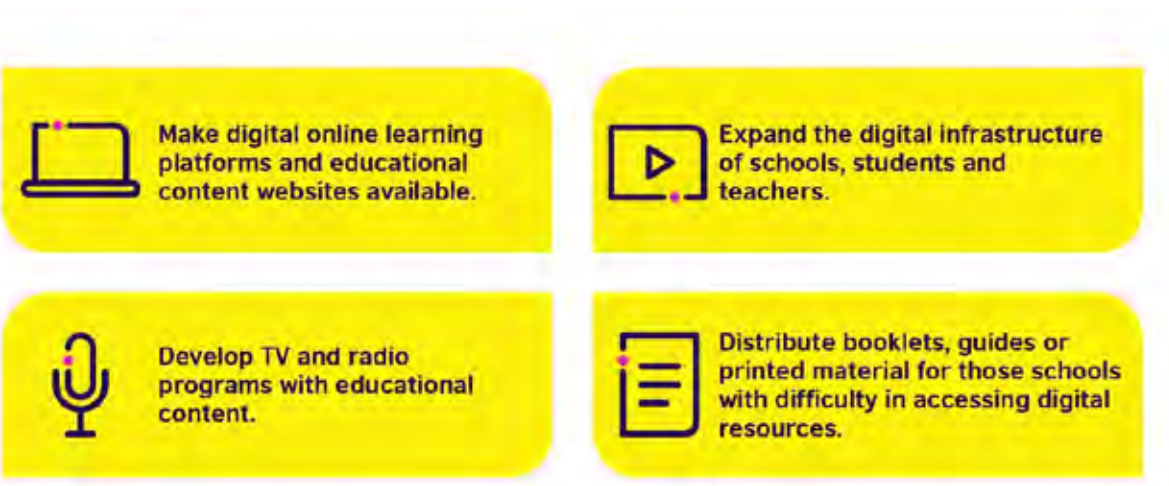 Make digital online learning
platforms and educational
content websites available.
Expand the digital infrastructure
of schools, students and
teachers.
Develop TV and radio
programs with educational
content.
Distribute booklets, guides or
printed material for those schools
with difficulty in accessing digital
resources.